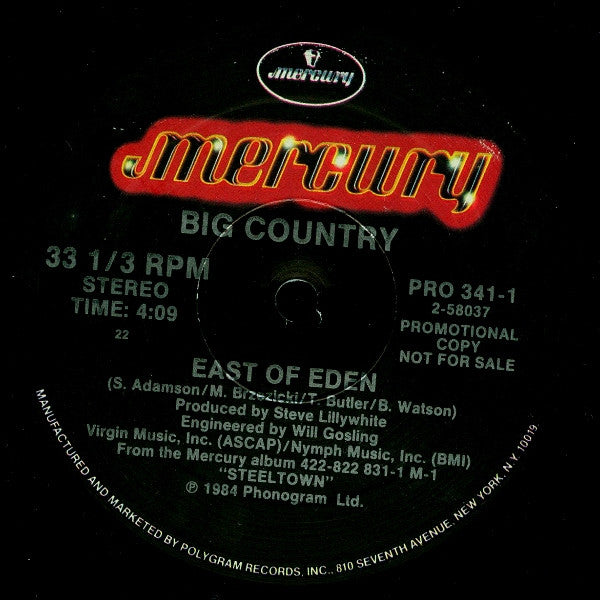 mercury
mercury
BIG COUNTRY
33 1/3 RPM
STEREO
TIME: 4:09
22
PRO 341-1
2-58037
PROMOTIONAL
COPY
NOT FOR SALE
EAST OF EDEN
(S. Adamson/M. Brzezicki/T. Butler/B. Watson)
Produced by Steve Lillywhite
Engineered by Will Gosling
Virgin Music, Inc. (ASCAP)/Nymph Music, Inc. (BMI)
From the Mercury album 422-822 831-1 M-1
"STEELTOWN"
℗ 1984 Phonogram Ltd.
MANUFACTURED AND MARKETED BY POLYGRAM RECORDS, INC., 810 SEVENTH AVENUE, NEW YORK, N.Y. 10019